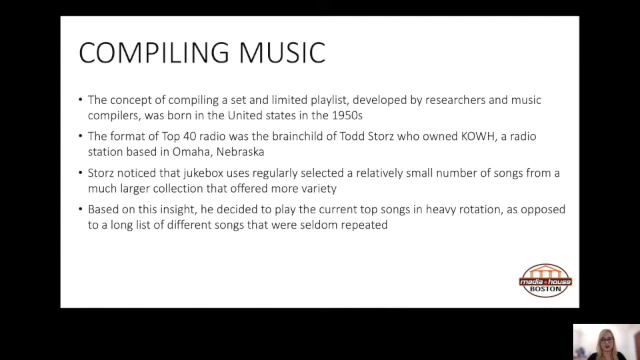 COMPILING MUSIC
• The concept of compiling a set and limited playlist, developed by researchers and music
compilers, was born in the United states in the 1950s
• The format of Top 40 radio was the brainchild of Todd Storz who owned KOWH, a radio
station based in Omaha, Nebraska
• Storz noticed that jukebox uses regularly selected a relatively small number of songs from a
much larger collection that offered more variety
• Based on this insight, he decided to play the current top songs in heavy rotation, as opposed
to a long list of different songs that were seldom repeated
media house
BOSTON